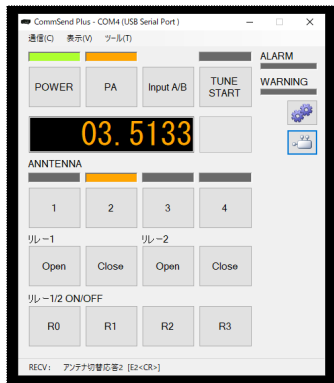 CommSend Plus - COM4 (USB Serial Port )
通信(C) 表示(V) ツール(T)
ALARM
POWER PA Input A/B TUNE START WARNING
03.5133
ANNTENNA
1 2 3 4
リレー1 リレー2
Open Close Open Close
リレー1/2 ON/OFF
R0 R1 R2 R3
RECV: アンテナ切替応答2 [E2<CR>]